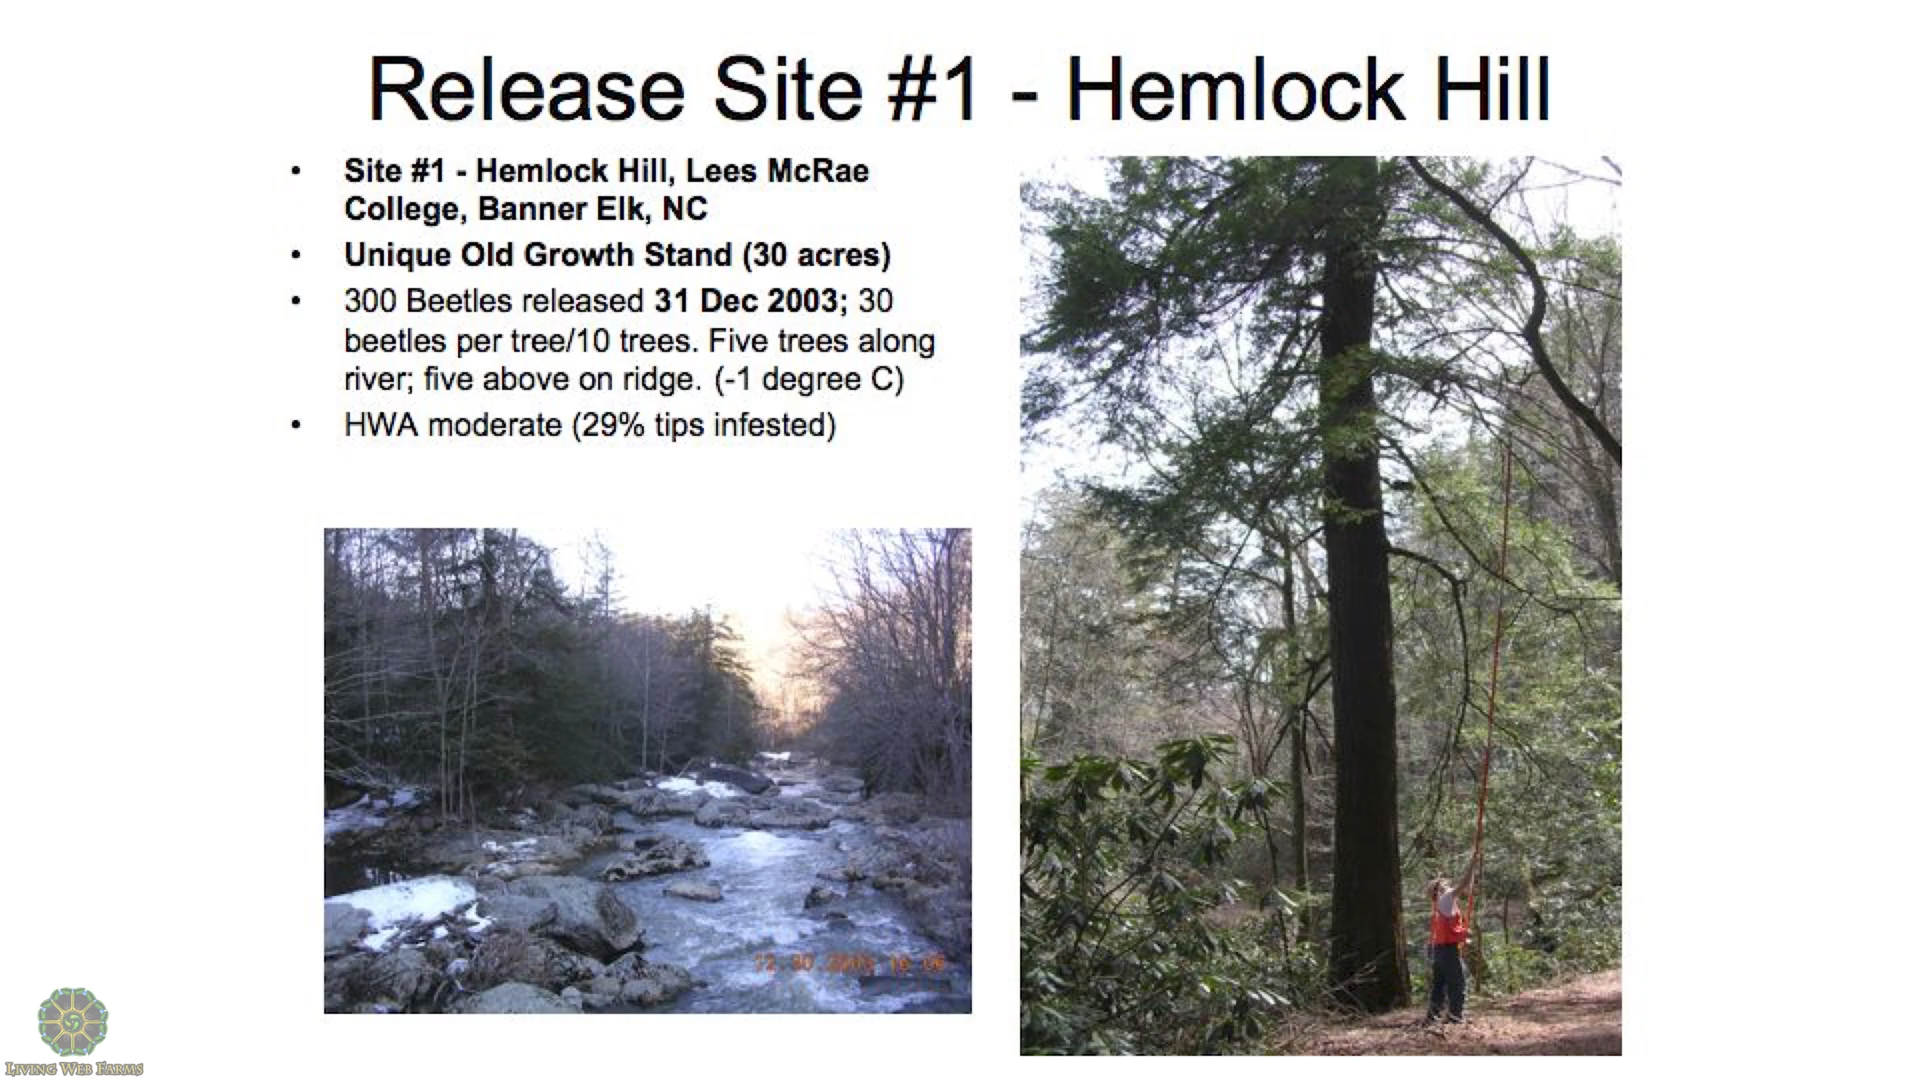 Release Site #1 - Hemlock Hill
• Site #1 - Hemlock Hill, Lees McRae
College, Banner Elk, NC
• Unique Old Growth Stand (30 acres)
• 300 Beetles released 31 Dec 2003; 30
beetles per tree/10 trees. Five trees along
river; five above on ridge. (-1 degree C)
• HWA moderate (29% tips infested)
LIVING WEB FARMS